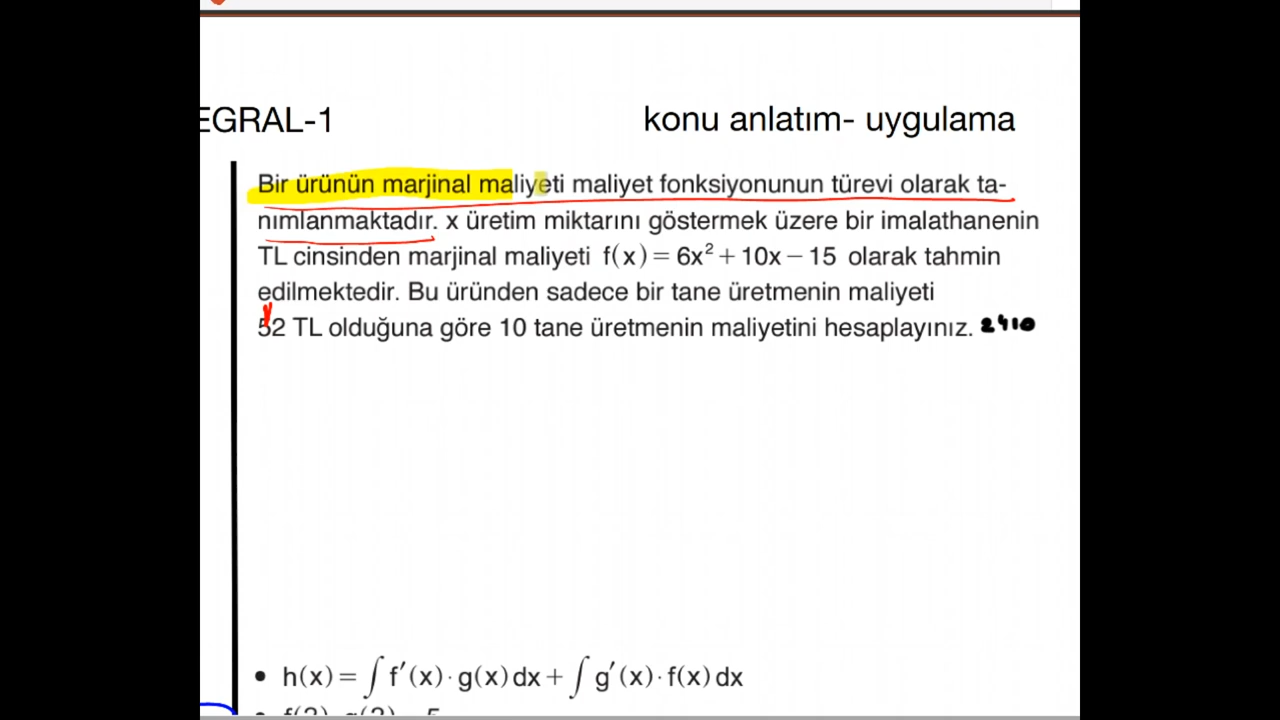 EGRAL-1
konu anlatım- uygulama
Bir ürünün marjinal maliyeti maliyet fonksiyonunun türevi olarak ta-
nımlanmaktadır. x üretim miktarını göstermek üzere bir imalathanenin
TL cinsinden marjinal maliyeti f(x) = 6x² + 10x – 15 olarak tahmin
edilmektedir. Bu üründen sadece bir tane üretmenin maliyeti
52 TL olduğuna göre 10 tane üretmenin maliyetini hesaplayınız. 2410
• h(x) = ∫ f′(x) · g(x) dx + ∫ g′(x) · f(x) dx